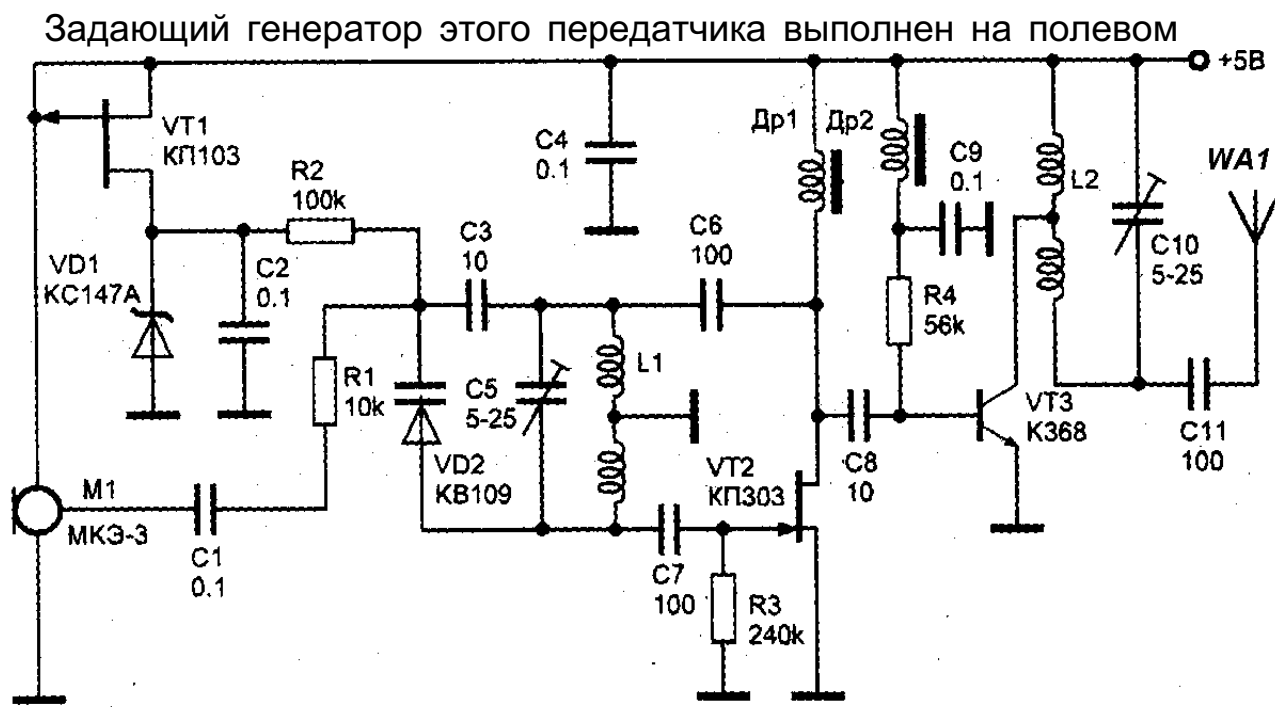 Задающий генератор этого передатчика выполнен на полевом
+5В
VT1
КП103
R2
100k
C4
0.1
Др1
Др2
C9
0.1
L2
WA1
C10
5-25
VD1
КС147А
C2
0.1
C3
10
C6
100
R4
56k
R1
10k
C5
5-25
L1
VD2
КВ109
VT2
КП303
C8
10
VT3
К368
C11
100
M1
МКЭ-3
C1
0.1
C7
100
R3
240k